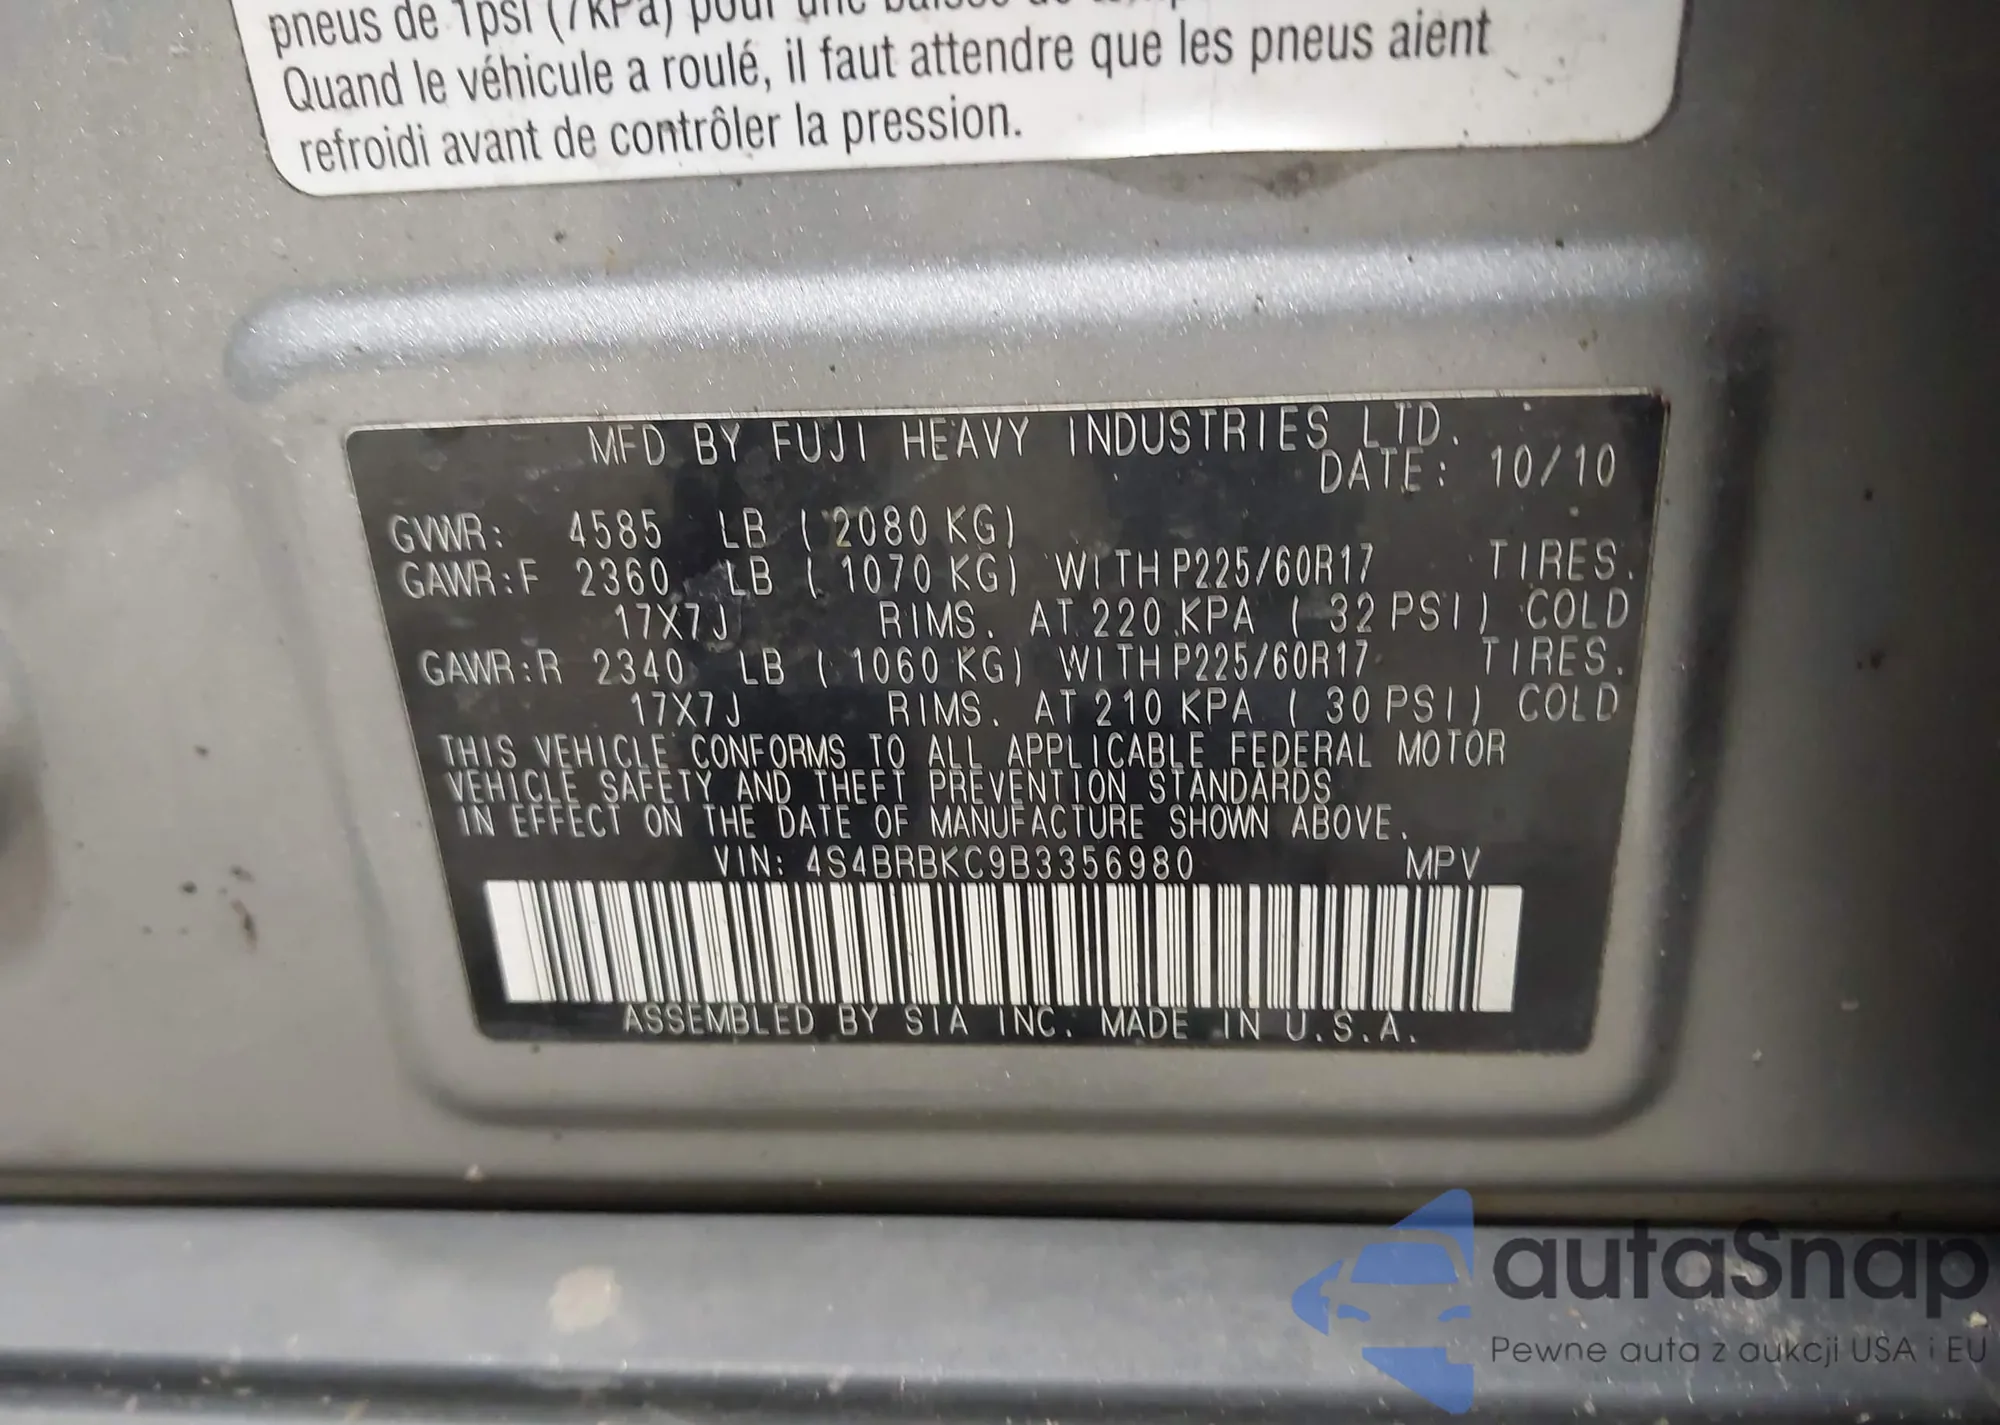 pneus de 1psi (7kPa) pour une baisse de
Quand le véhicule a roulé, il faut attendre que les pneus aient
refroidi avant de contrôler la pression.
MFD BY FUJI HEAVY INDUSTRIES LTD.
DATE: 10/10
GVWR: 4585 LB ( 2080 KG)
GAWR:F 2360 LB ( 1070 KG) WITH P225/60R17 TIRES.
17X7J RIMS. AT 220 KPA ( 32 PSI) COLD
GAWR:R 2340 LB ( 1060 KG) WITH P225/60R17 TIRES.
17X7J RIMS. AT 210 KPA ( 30 PSI) COLD
THIS VEHICLE CONFORMS TO ALL APPLICABLE FEDERAL MOTOR
VEHICLE SAFETY AND THEFT PREVENTION STANDARDS
IN EFFECT ON THE DATE OF MANUFACTURE SHOWN ABOVE.
VIN: 4S4BRBKC9B3356980 MPV
ASSEMBLED BY SIA INC. MADE IN U.S.A.
autaSnap
Pewne auta z aukcji USA i EU